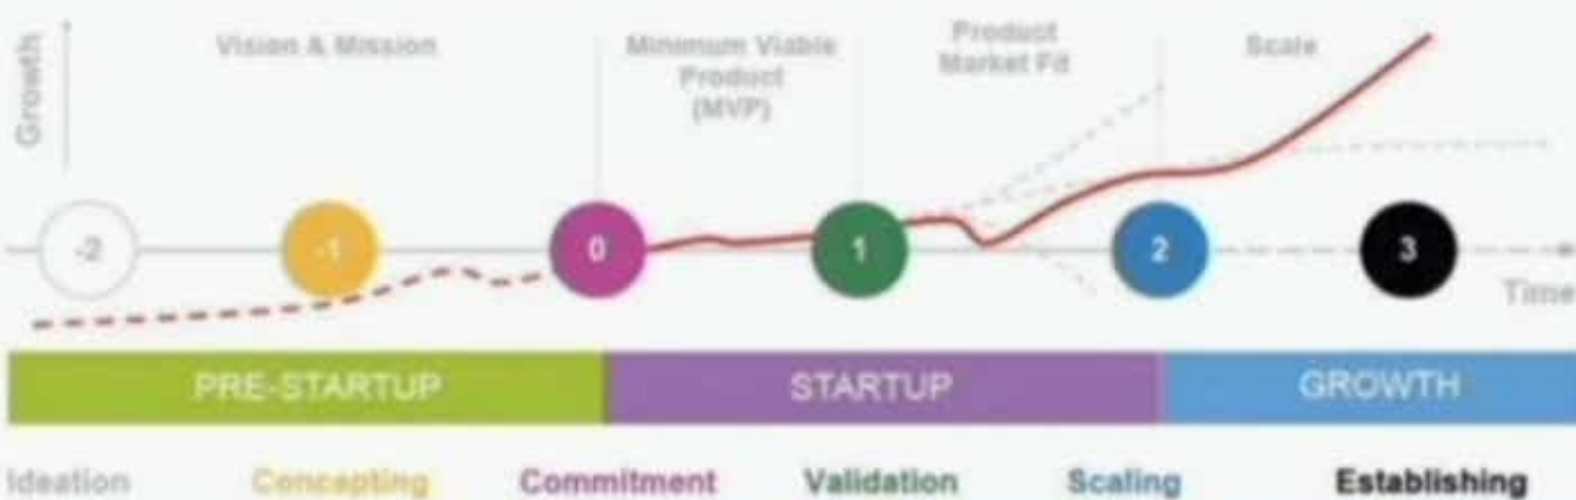 Growth
Vision & Mission
Minimum Viable
Product
(MVP)
Product
Market Fit
Scale
-2
-1
0
1
2
3
Time
PRE-STARTUP
STARTUP
GROWTH
Ideation
Concepting
Commitment
Validation
Scaling
Establishing